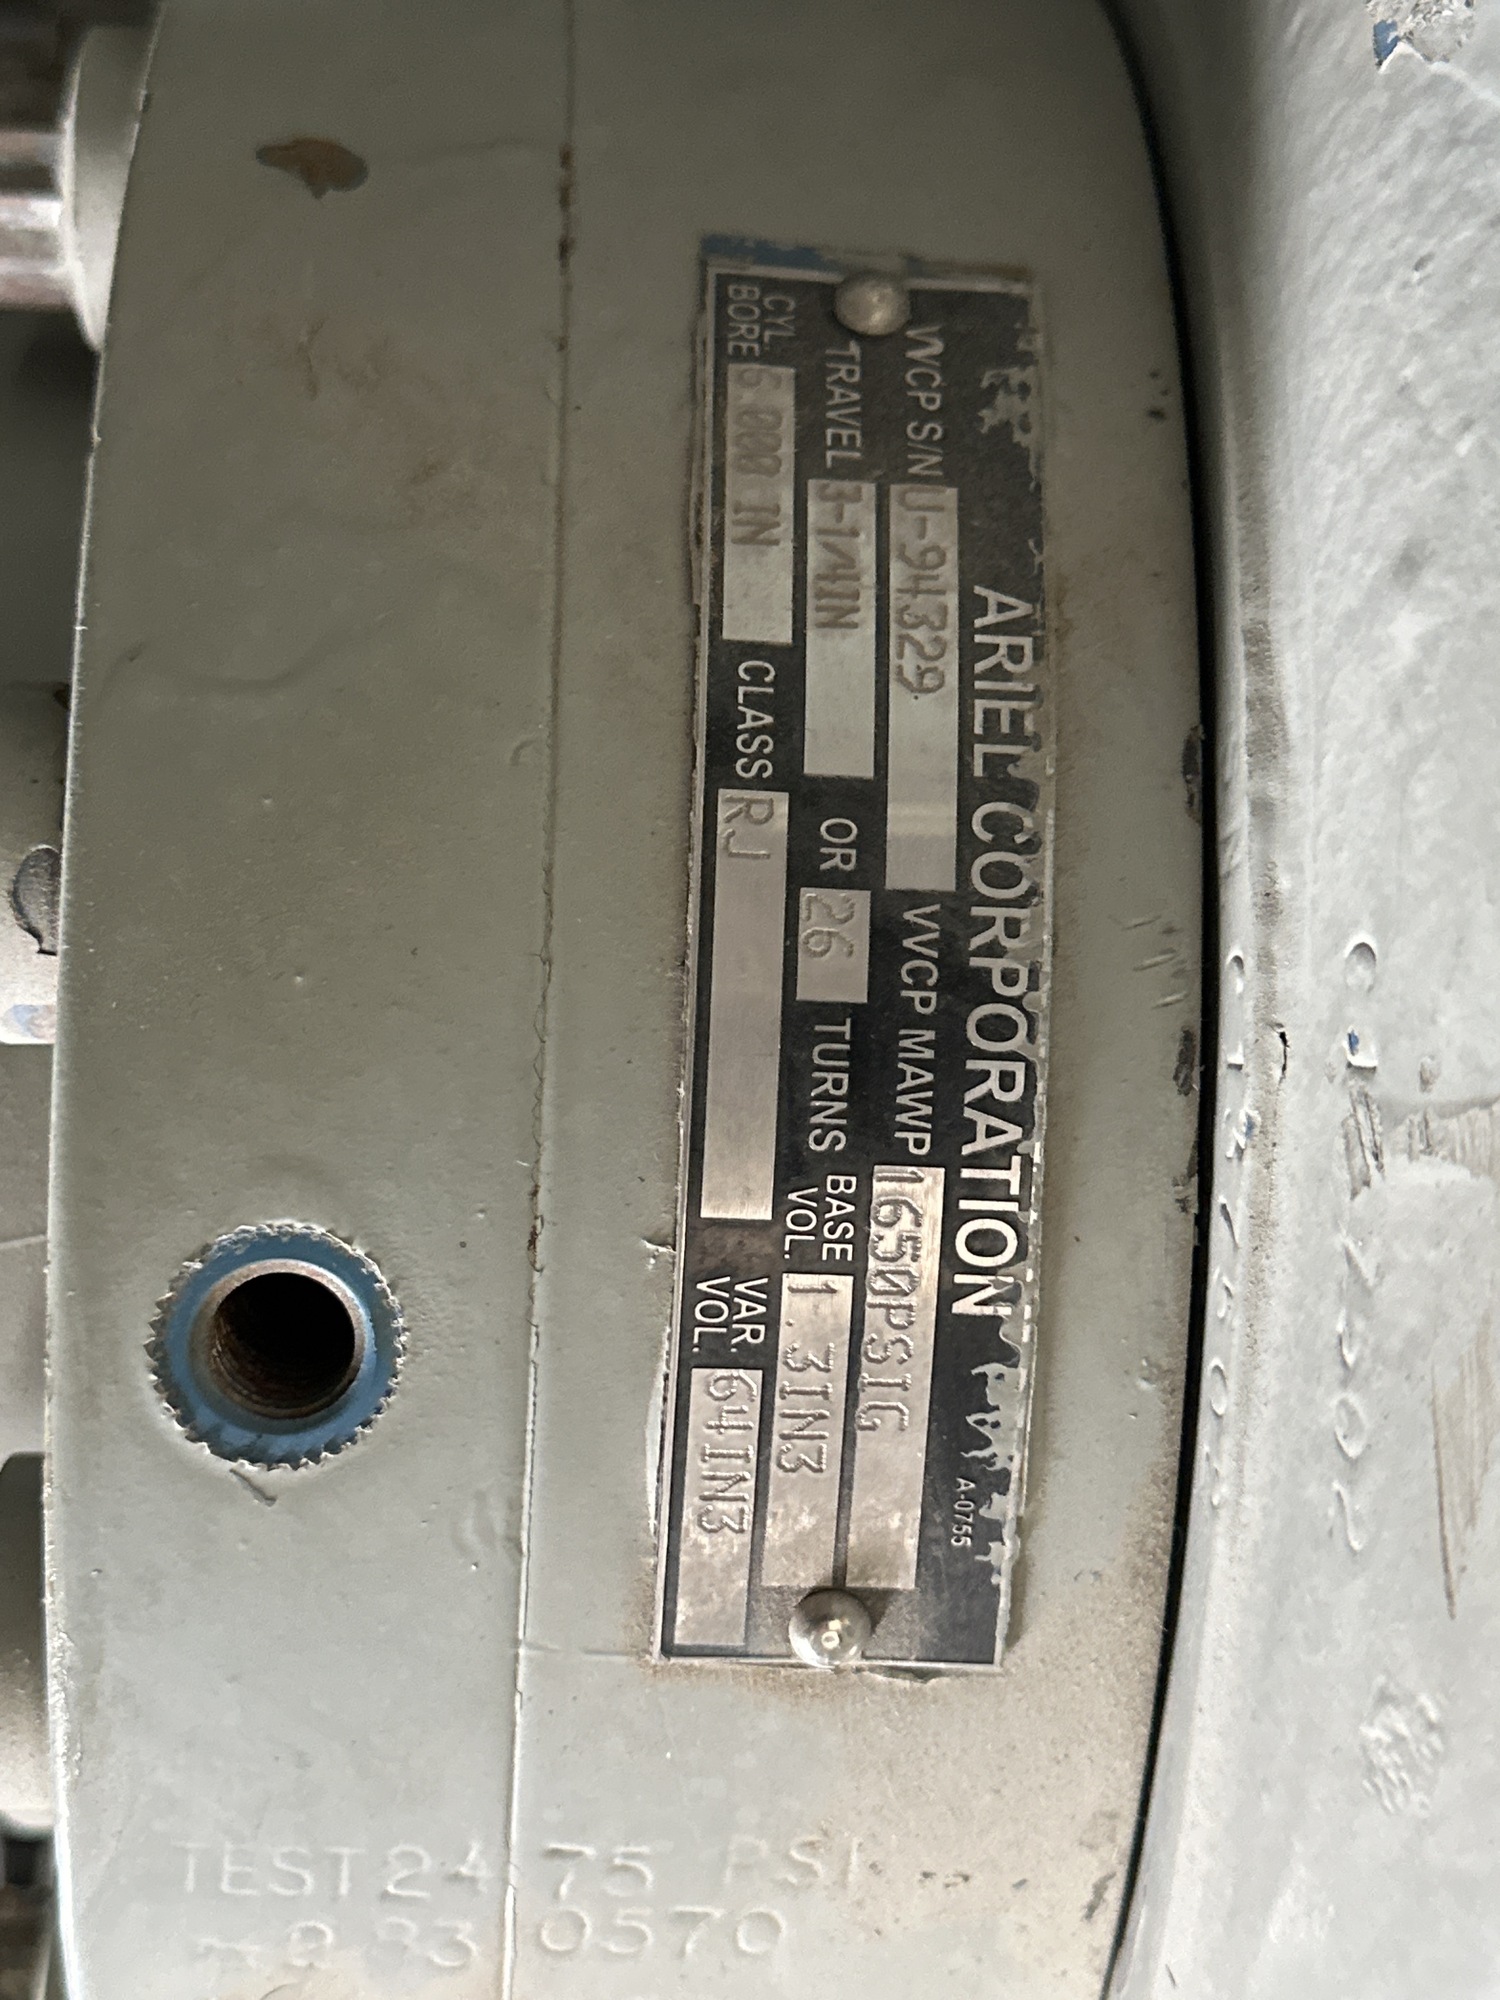 ARIEL CORPORATION A-0755
VVCP S/N U-94329 VVCP MAWP 1650PSIG
TRAVEL 3-1/4IN OR 26 TURNS BASE VOL. 1.3IN3
CYL. BORE 6.000 IN CLASS RJ VAR. VOL. 64IN3
TEST 2475 PSI
0570